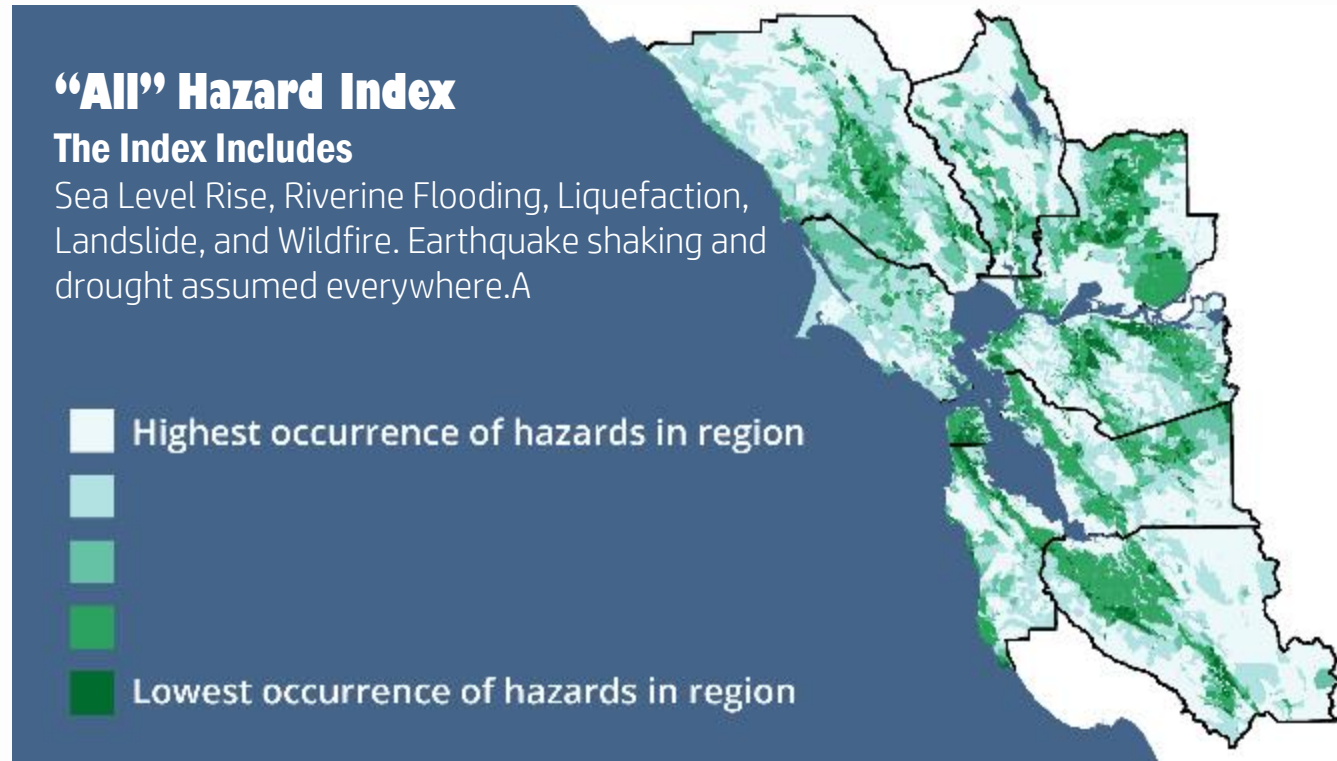 “All” Hazard Index
The Index Includes
Sea Level Rise, Riverine Flooding, Liquefaction,
Landslide, and Wildfire. Earthquake shaking and
drought assumed everywhere.A
Highest occurrence of hazards in region
Lowest occurrence of hazards in region